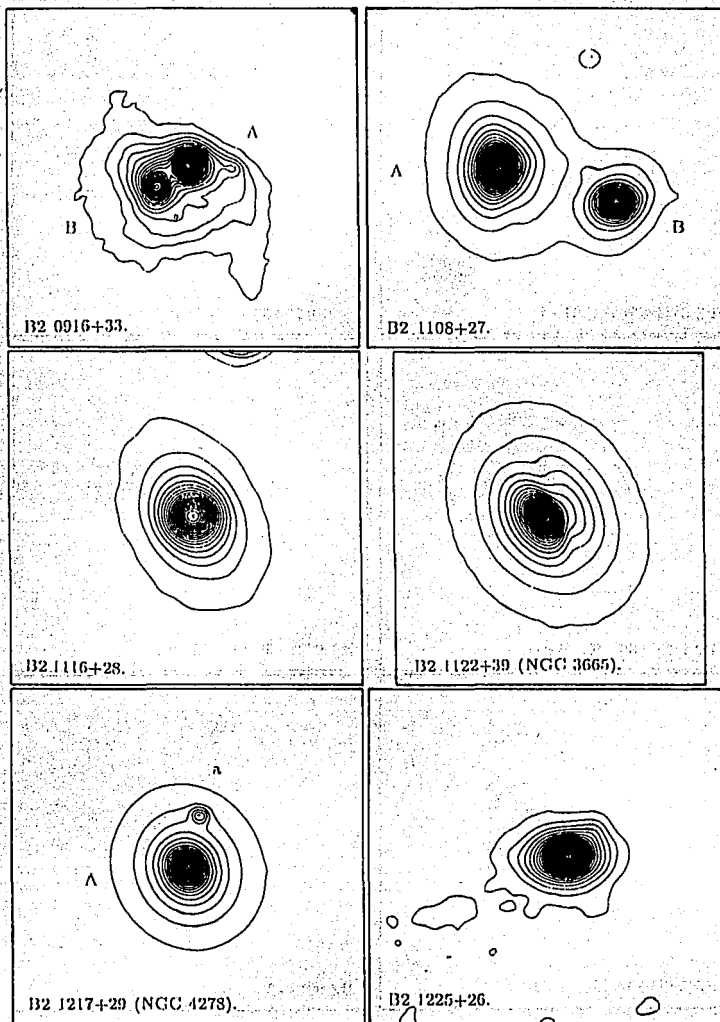 A
B
B2 0916+33.
A
B
B2 1108+27.
B2 1116+28.
B2 1122+39 (NGC 3665).
a
A
B2 1217+29 (NGC 4278).
B2 1225+26.